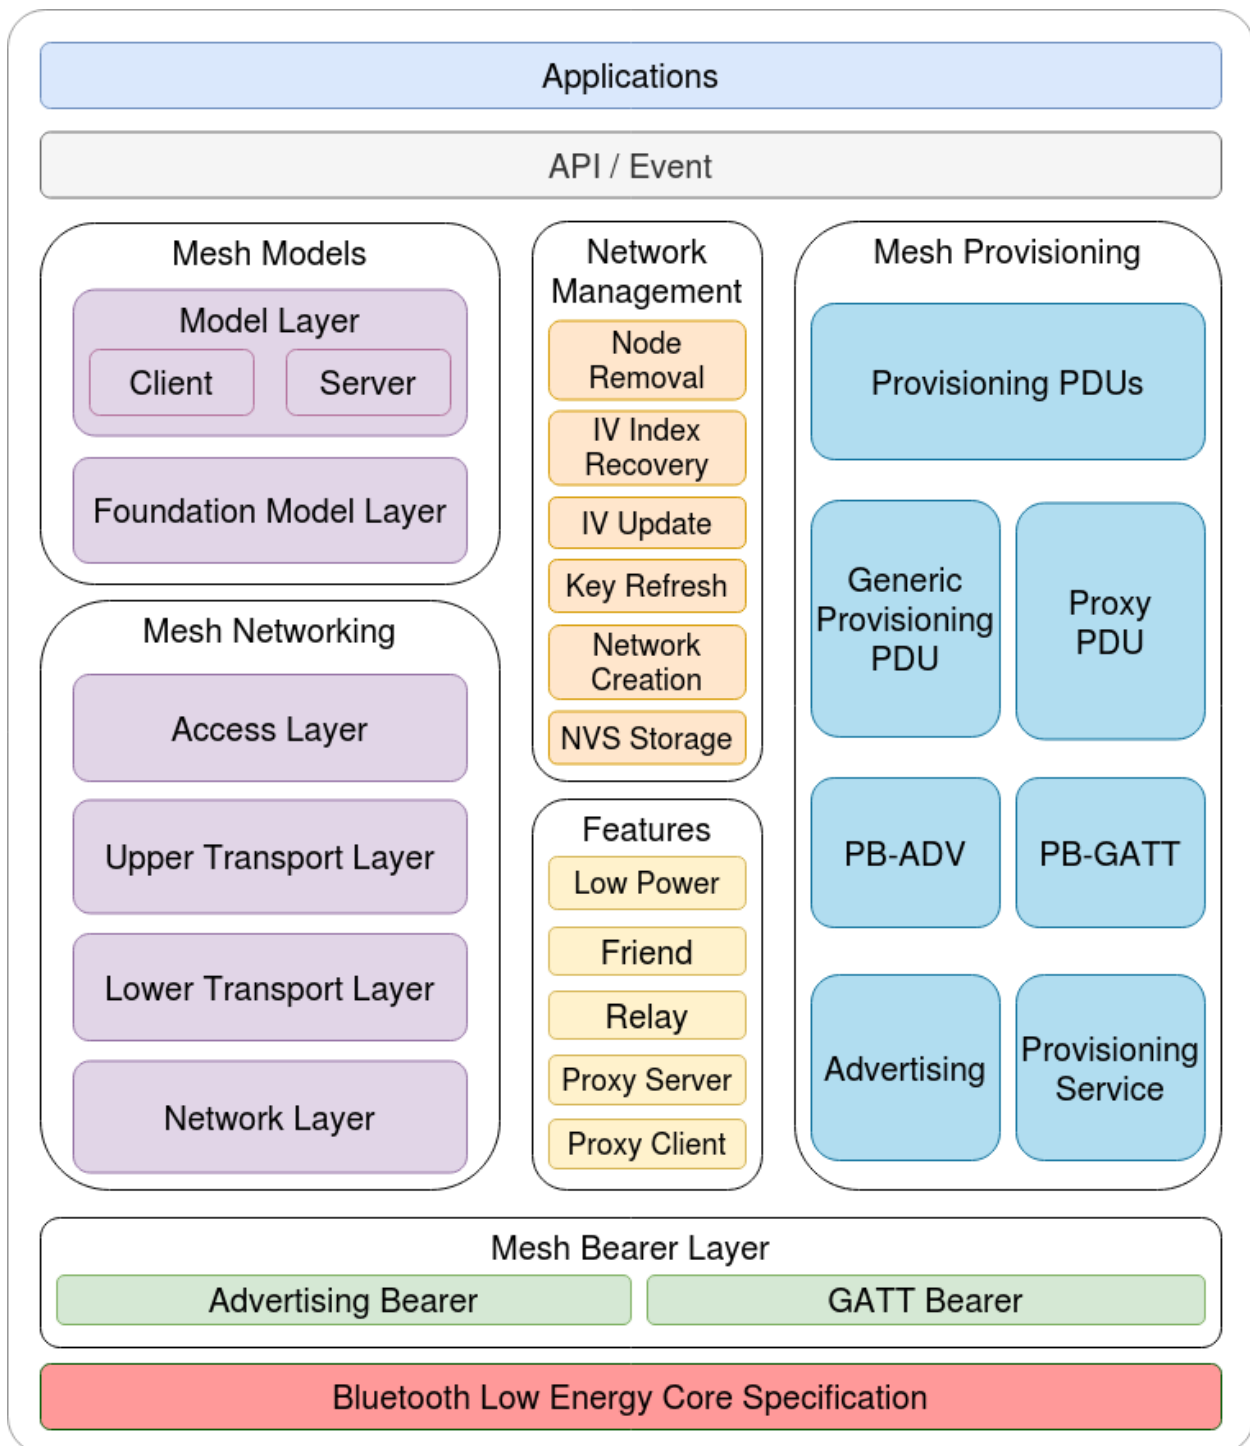 Applications
API / Event
Mesh Models
Model Layer
Client
Server
Foundation Model Layer
Mesh Networking
Access Layer
Upper Transport Layer
Lower Transport Layer
Network Layer
Network
Management
Node
Removal
IV Index
Recovery
IV Update
Key Refresh
Network
Creation
NVS Storage
Features
Low Power
Friend
Relay
Proxy Server
Proxy Client
Mesh Provisioning
Provisioning PDUs
Generic
Provisioning
PDU
Proxy
PDU
PB-ADV
PB-GATT
Advertising
Provisioning
Service
Mesh Bearer Layer
Advertising Bearer
GATT Bearer
Bluetooth Low Energy Core Specification